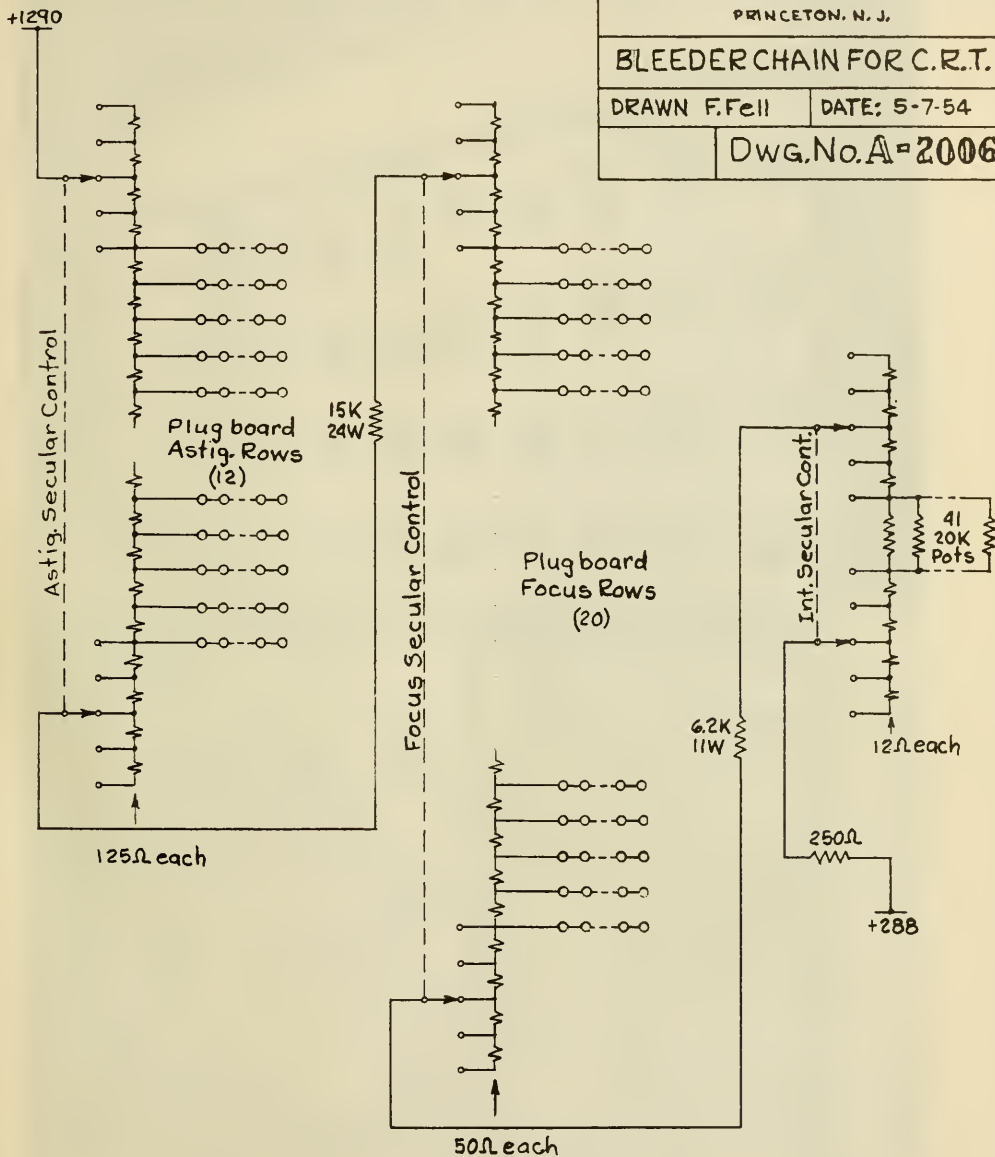 +1290
PRINCETON. N. J.
BLEEDER CHAIN FOR C.R.T.
DRAWN F.Fell
DATE: 5-7-54
DWG.No.A-2006
Astig. Secular Control
Plug board
Astig. Rows
(12)
15K
24W
Focus Secular Control
Plugboard
Focus Rows
(20)
Int. Secular Cont.
41
20K
Pots
6.2K
11W
12Ω each
250Ω
+288
125Ω each
50Ω each